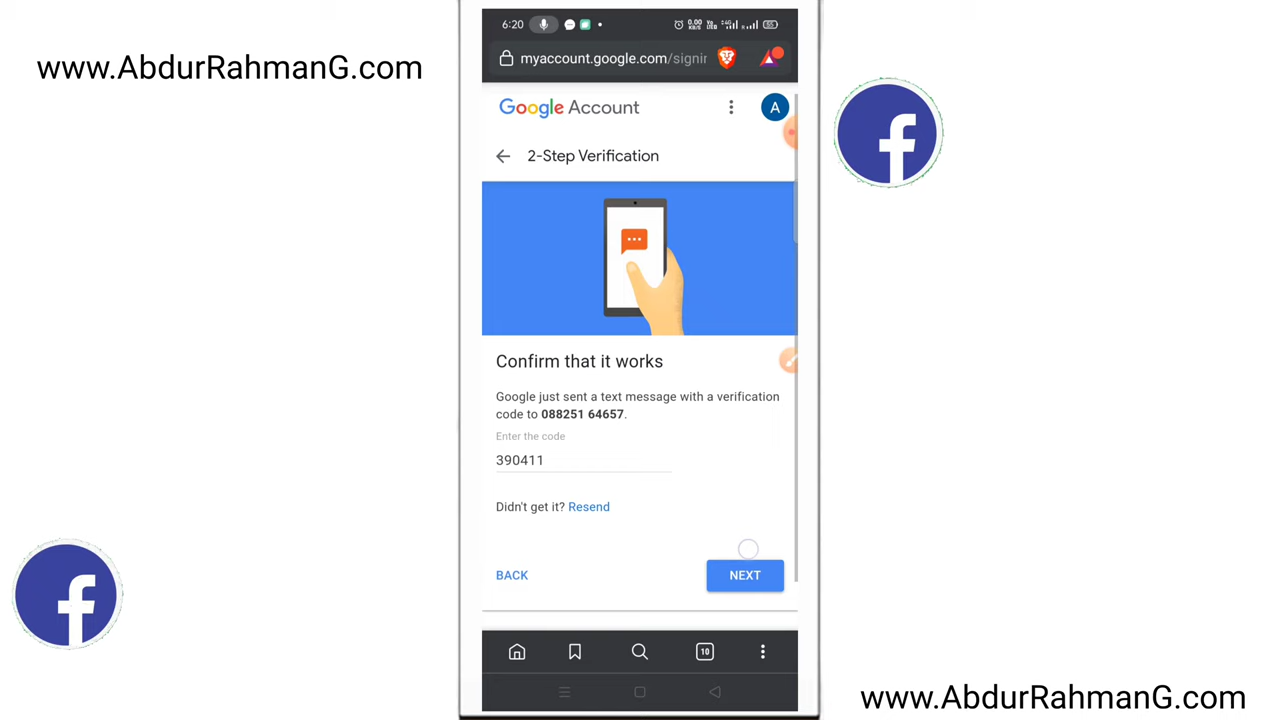 www.AbdurRahmanG.com
6:20
myaccount.google.com/signir
Google Account
A
2-Step Verification
Confirm that it works
Google just sent a text message with a verification
code to 088251 64657.
Enter the code
390411
Didn't get it? Resend
BACK
NEXT
10
www.AbdurRahmanG.com